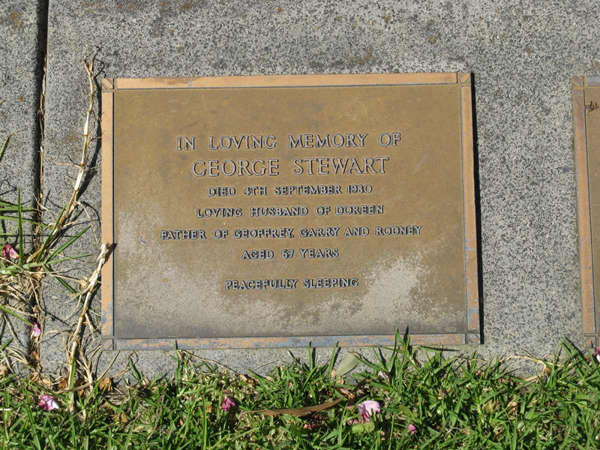 IN LOVING MEMORY OF
GEORGE STEWART
DIED 4TH SEPTEMBER 1980
LOVING HUSBAND OF DOREEN
FATHER OF GEOFFREY, GARRY AND RODNEY
AGED 67 YEARS
PEACEFULLY SLEEPING